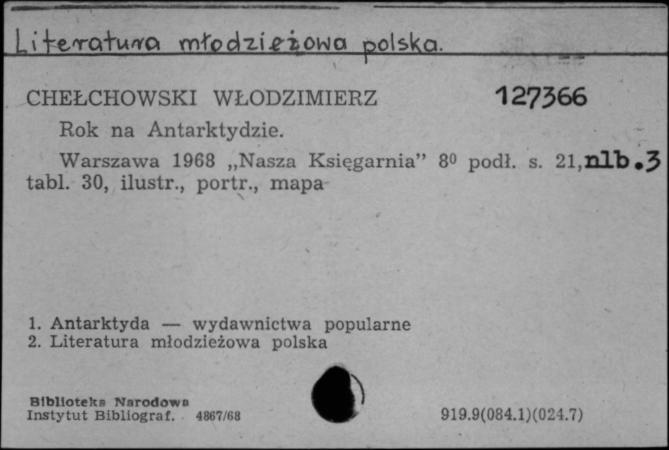 Literatura młodzieżowa polska.
CHEŁCHOWSKI WŁODZIMIERZ 127366
Rok na Antarktydzie.
Warszawa 1968 „Nasza Księgarnia” 8⁰ podł. s. 21, nlb. 3
tabl. 30, ilustr., portr., mapa
1. Antarktyda — wydawnictwa popularne
2. Literatura młodzieżowa polska
Biblioteka Narodowa
Instytut Bibliograf. 4867/68 919.9(084.1)(024.7)